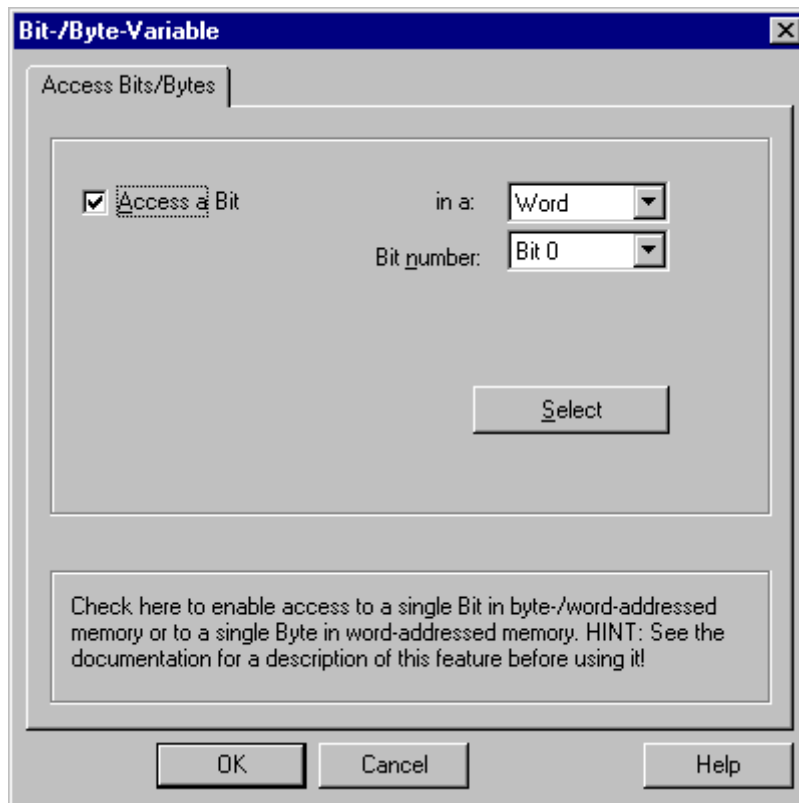 Bit-/Byte-Variable
Access Bits/Bytes
Access a Bit
in a:
Word
Bit number:
Bit 0
Select
Check here to enable access to a single Bit in byte-/word-addressed
memory or to a single Byte in word-addressed memory. HINT: See the
documentation for a description of this feature before using it!
OK
Cancel
Help